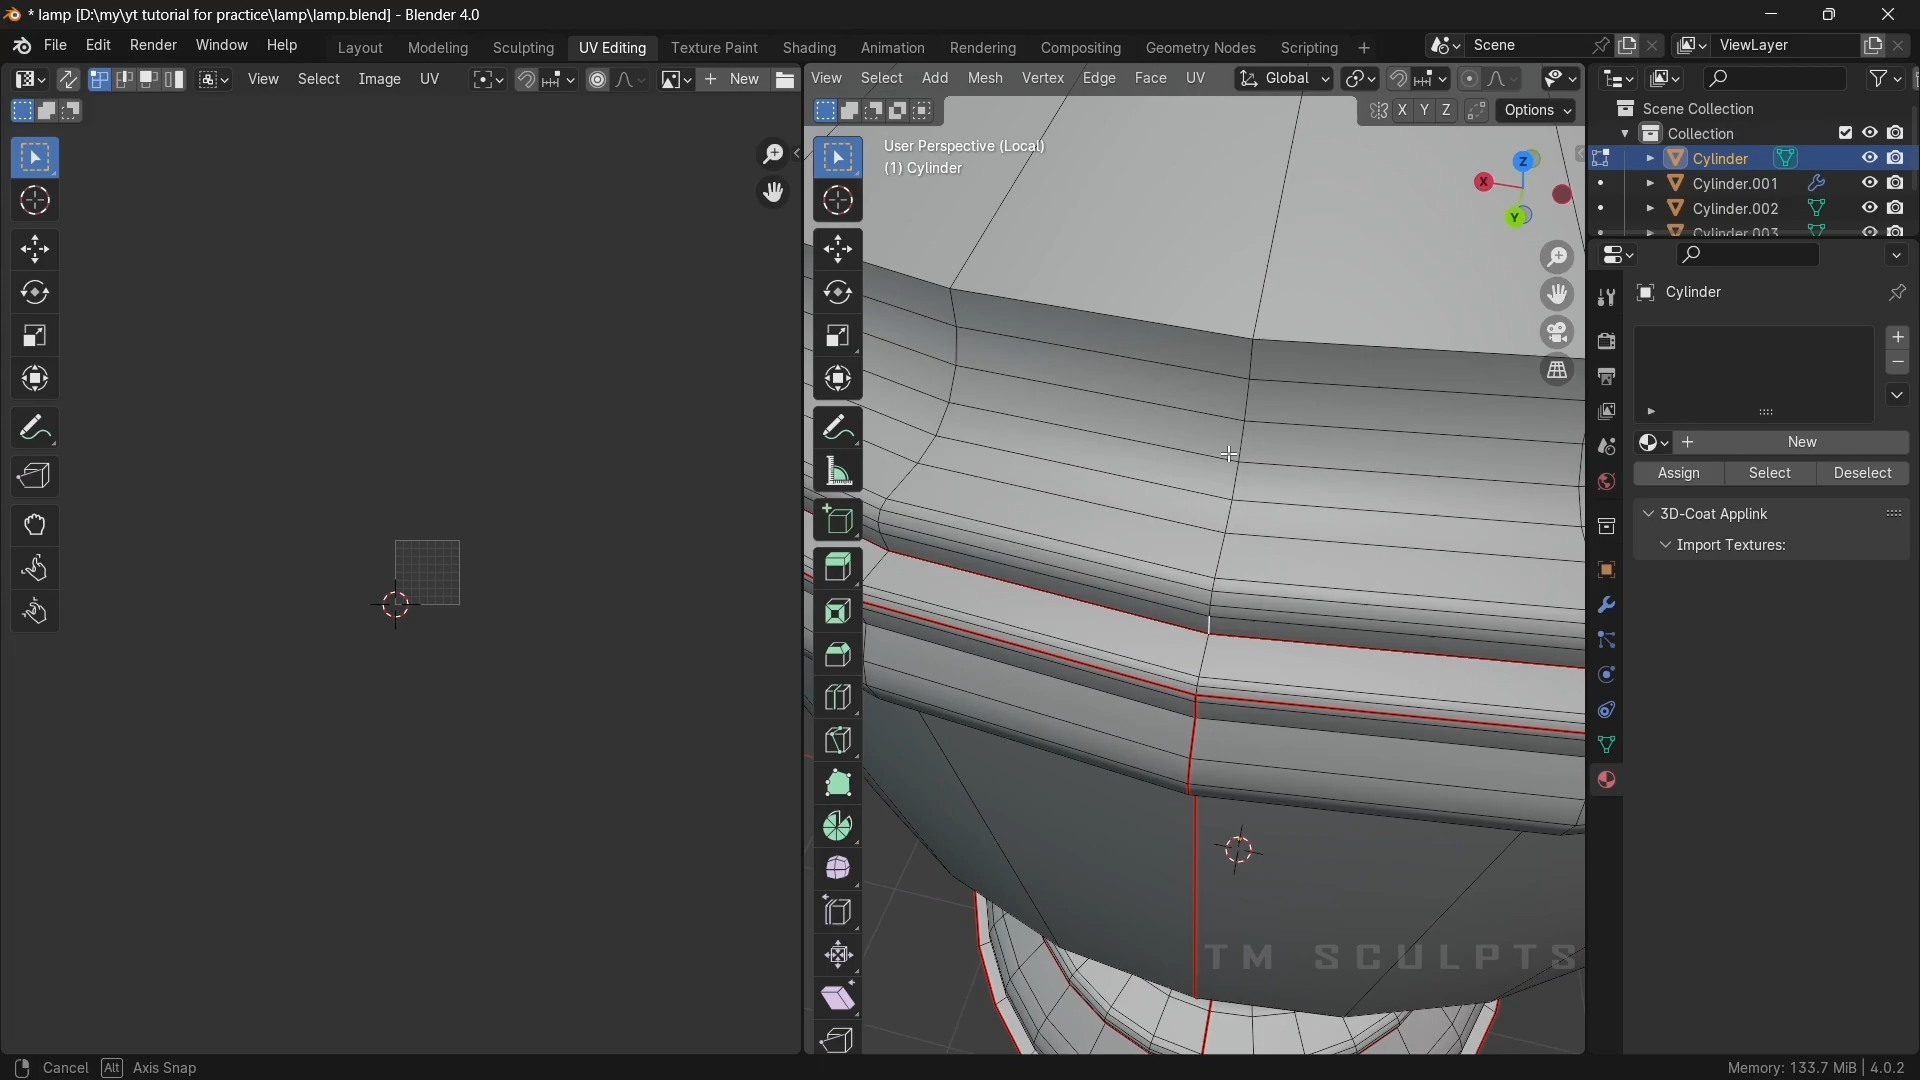 * lamp [D:\my\yt tutorial for practice\lamp\lamp.blend] - Blender 4.0
File Edit Render Window Help
Layout Modeling Sculpting UV Editing Texture Paint Shading Animation Rendering Compositing Geometry Nodes Scripting +
Scene
ViewLayer
View Select Image UV
New
View Select Add Mesh Vertex Edge Face UV
Global
X Y Z
Options
User Perspective (Local)
(1) Cylinder
Z
X
Y
Scene Collection
Collection
Cylinder
Cylinder.001
Cylinder.002
Cylinder.003
Cylinder
New
Assign Select Deselect
3D-Coat Applink
Import Textures:
TM SCULPTS
Cancel Alt Axis Snap
Memory: 133.7 MiB | 4.0.2